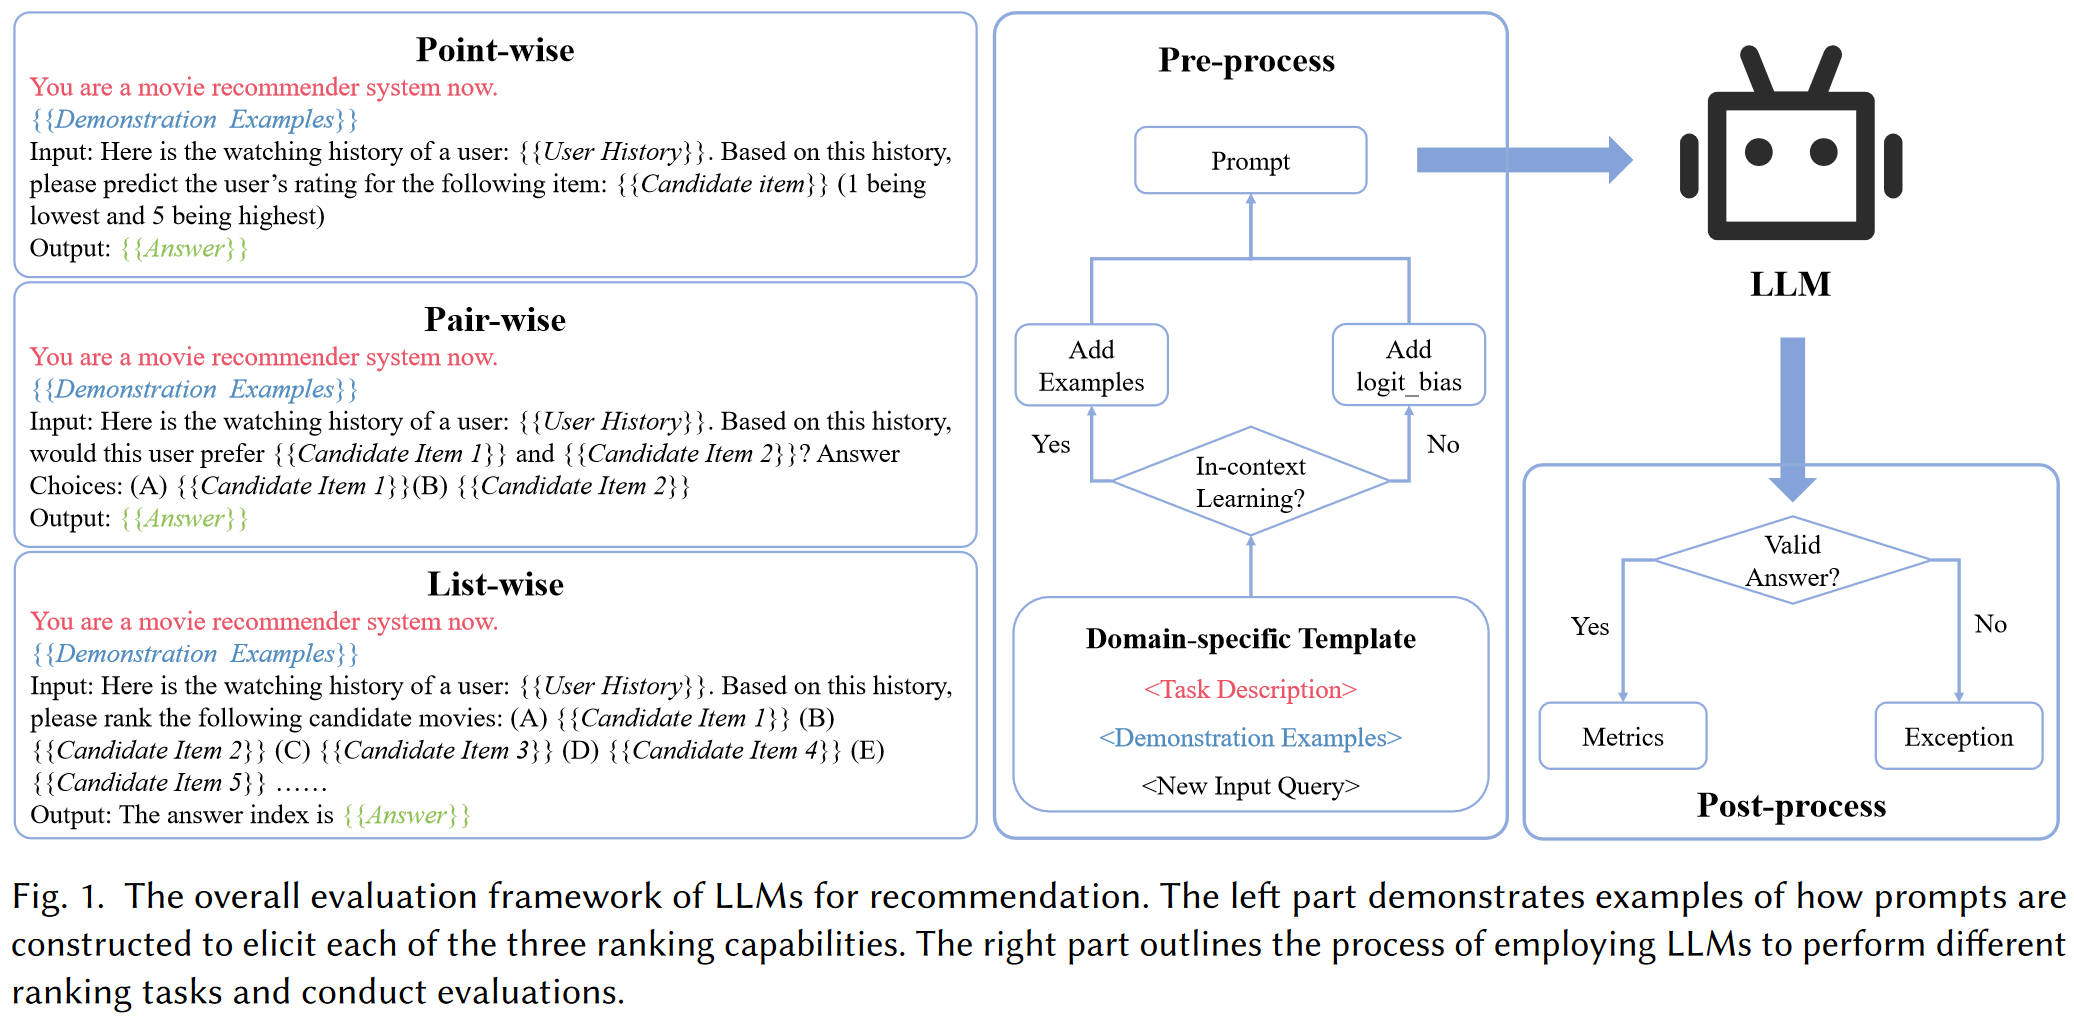 Point-wise
You are a movie recommender system now.
{{Demonstration Examples}}
Input: Here is the watching history of a user: {{User History}}. Based on this history,
please predict the user’s rating for the following item: {{Candidate item}} (1 being
lowest and 5 being highest)
Output: {{Answer}}
Pair-wise
You are a movie recommender system now.
{{Demonstration Examples}}
Input: Here is the watching history of a user: {{User History}}. Based on this history,
would this user prefer {{Candidate Item 1}} and {{Candidate Item 2}}? Answer
Choices: (A) {{Candidate Item 1}}(B) {{Candidate Item 2}}
Output: {{Answer}}
List-wise
You are a movie recommender system now.
{{Demonstration Examples}}
Input: Here is the watching history of a user: {{User History}}. Based on this history,
please rank the following candidate movies: (A) {{Candidate Item 1}} (B)
{{Candidate Item 2}} (C) {{Candidate Item 3}} (D) {{Candidate Item 4}} (E)
{{Candidate Item 5}} ……
Output: The answer index is {{Answer}}
Pre-process
Prompt
Add
Examples
Add
logit_bias
Yes
No
In-context
Learning?
Domain-specific Template
<Task Description>
<Demonstration Examples>
<New Input Query>
LLM
Valid
Answer?
Yes
No
Metrics
Exception
Post-process
Fig. 1. The overall evaluation framework of LLMs for recommendation. The left part demonstrates examples of how prompts are
constructed to elicit each of the three ranking capabilities. The right part outlines the process of employing LLMs to perform different
ranking tasks and conduct evaluations.